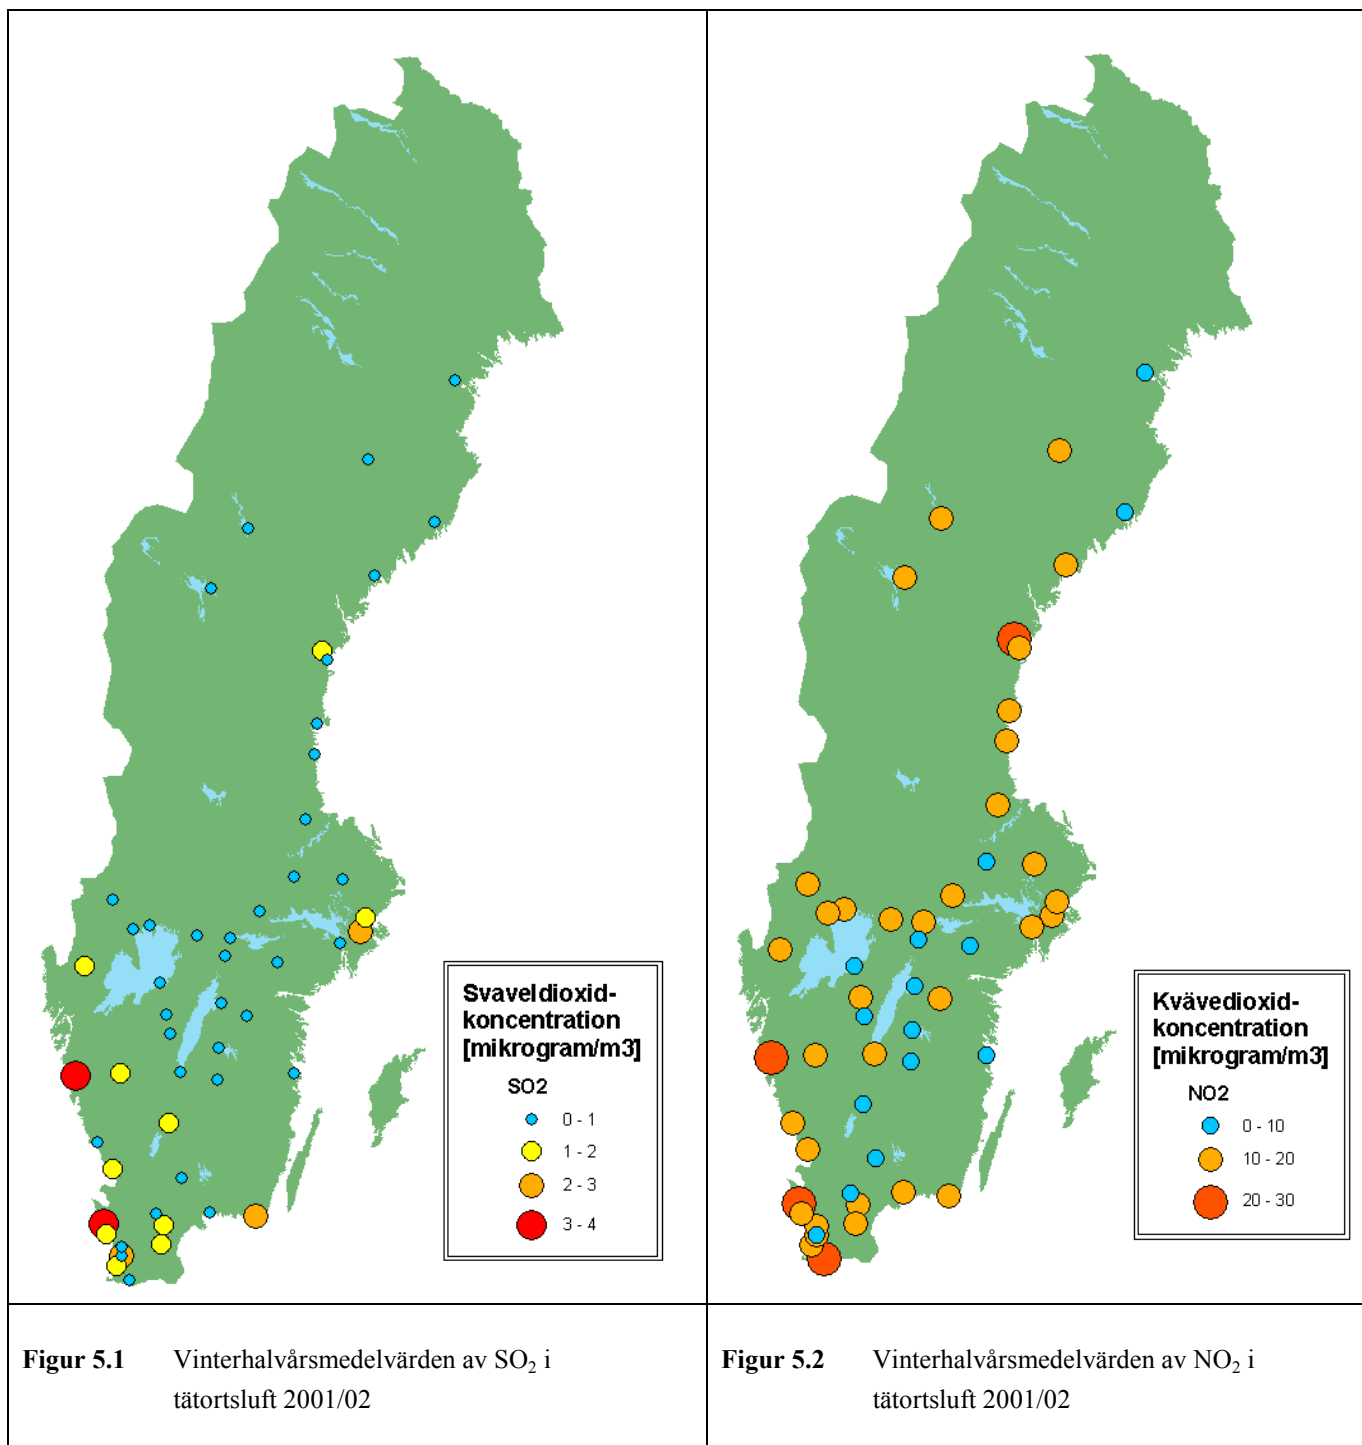 Svaveldioxid-
koncentration
[mikrogram/m3]
SO2
0 - 1
1 - 2
2 - 3
3 - 4
Kvävedioxid-
koncentration
[mikrogram/m3]
NO2
0 - 10
10 - 20
20 - 30
Figur 5.1 Vinterhalvårsmedelvärden av SO₂ i
tätortsluft 2001/02
Figur 5.2 Vinterhalvårsmedelvärden av NO₂ i
tätortsluft 2001/02